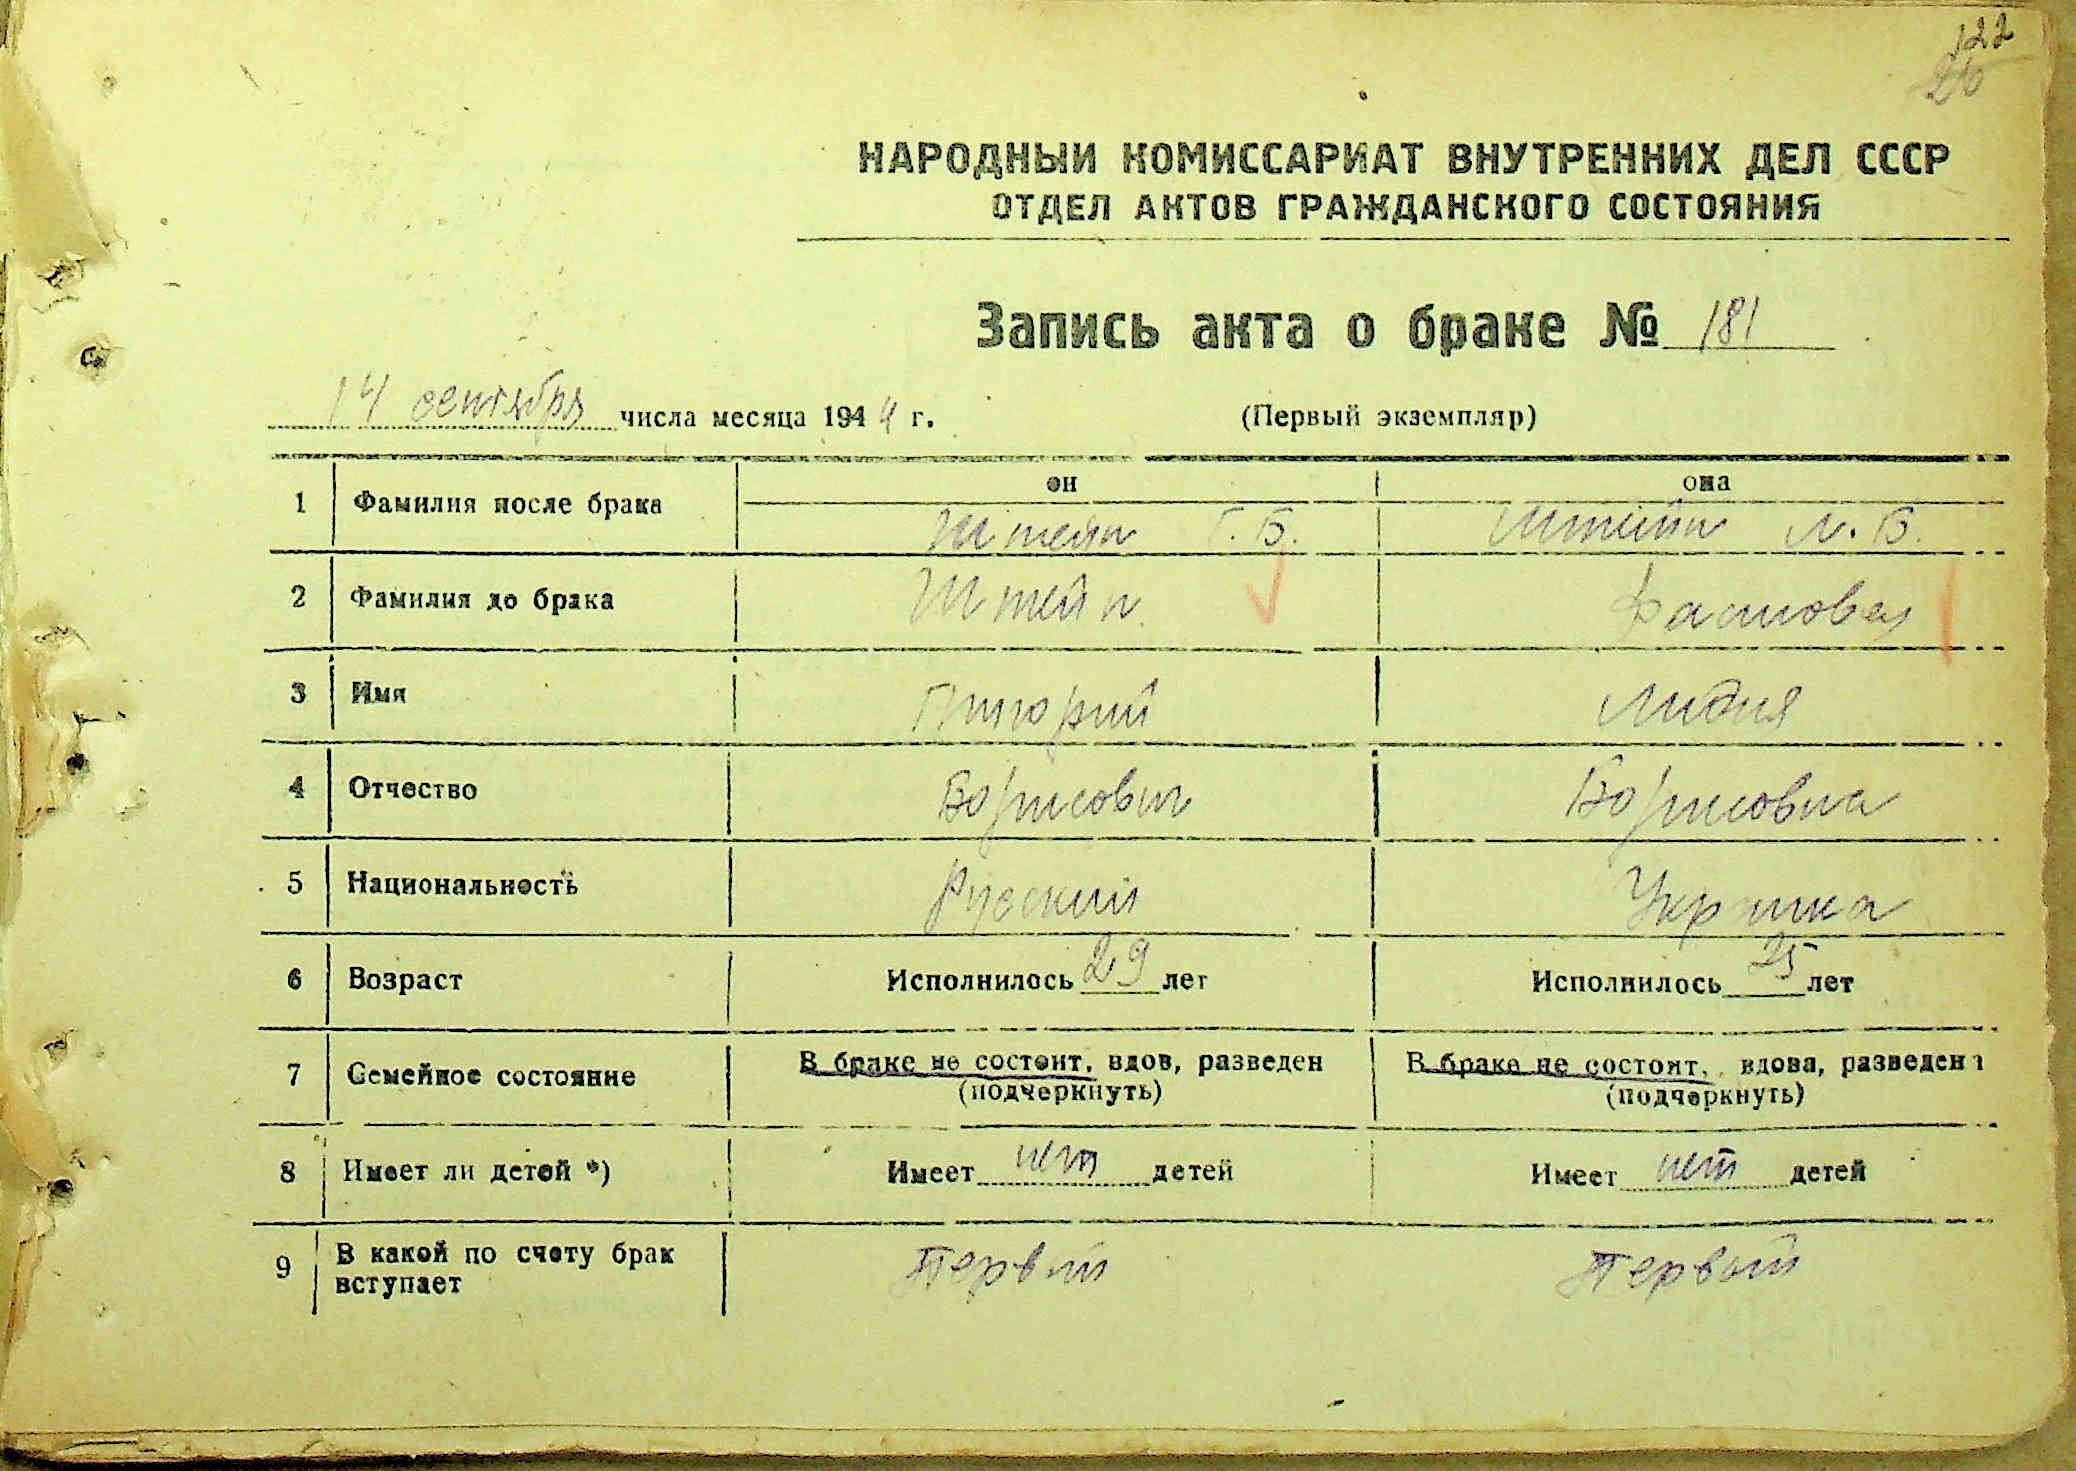 122
26
НАРОДНЫЙ КОМИССАРИАТ ВНУТРЕННИХ ДЕЛ СССР
ОТДЕЛ АКТОВ ГРАЖДАНСКОГО СОСТОЯНИЯ
Запись акта о браке № 181
14 сентября числа месяца 1944 г. (Первый экземпляр)
он она
1 Фамилия после брака Штейн Г. Б. Штейн Л. Б.
2 Фамилия до брака Штейн
3 Имя Григорий Лидия
4 Отчество Борисович Борисовна
5 Национальность Русский Укр-инка
6 Возраст Исполнилось 29 лет Исполнилось 25 лет
7 Семейное состояние В браке не состоит, вдов, разведен В браке не состоит, вдова, разведена
(подчеркнуть) (подчеркнуть)
8 Имеет ли детей *) Имеет нет детей Имеет нет детей
9 В какой по счету брак
вступает Первый Первый